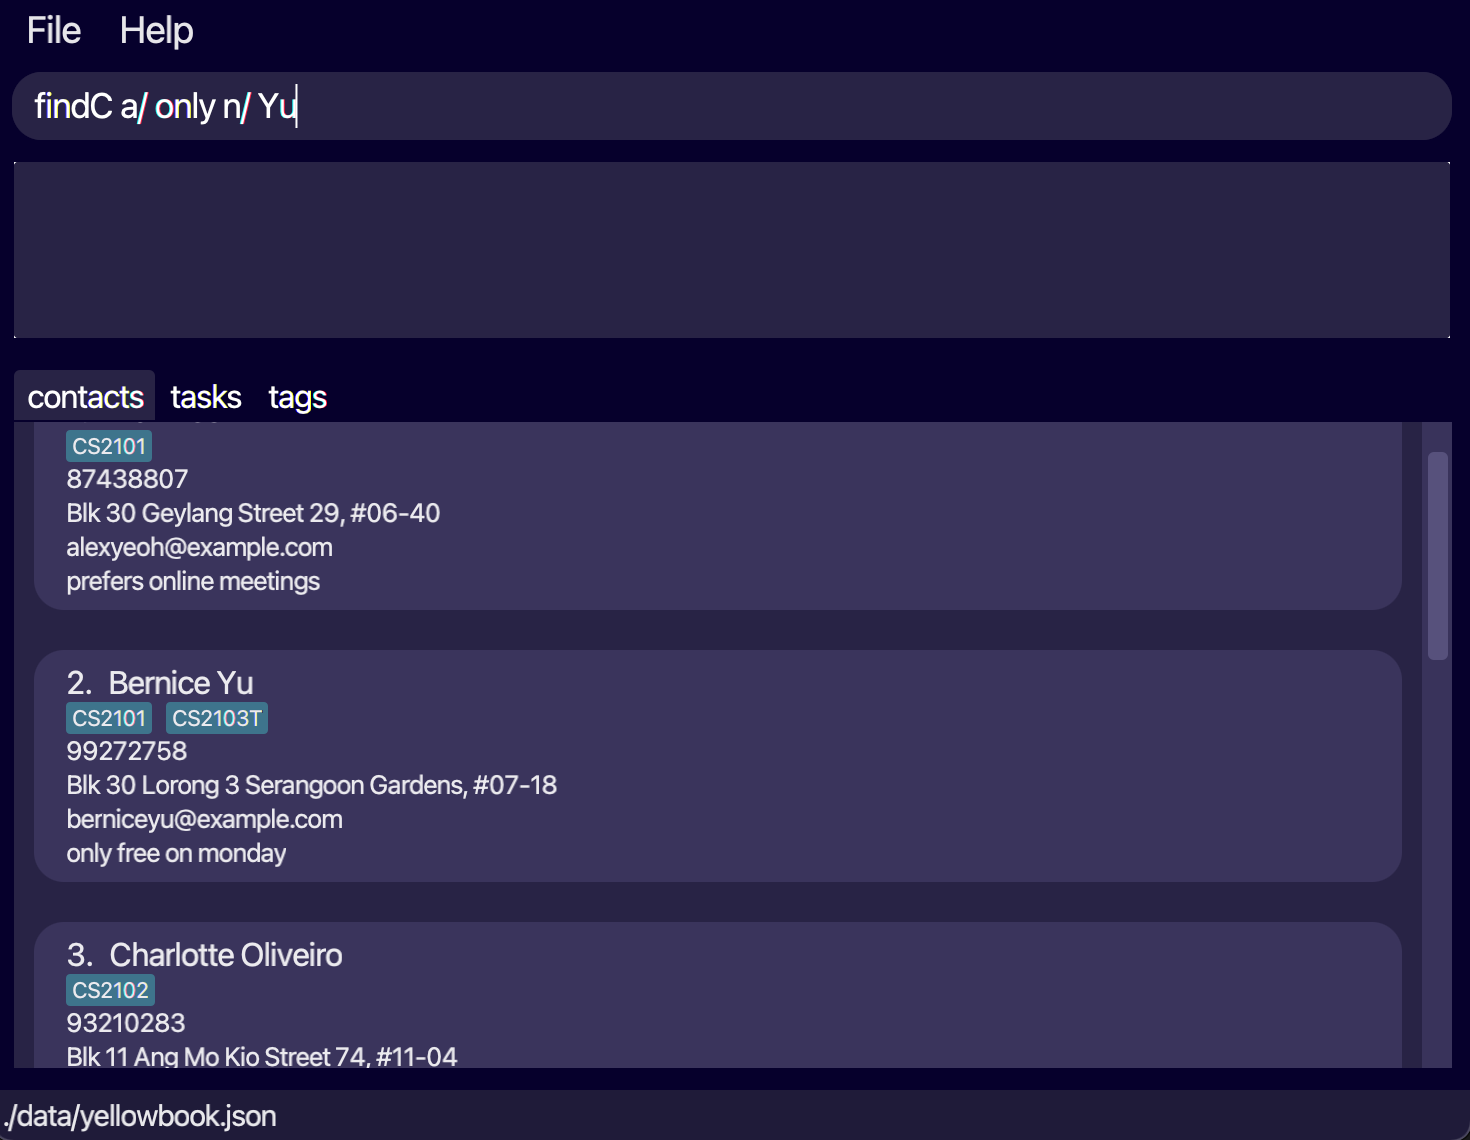 File Help
findC a/ only n/ Yu
contacts tasks tags
CS2101
87438807
Blk 30 Geylang Street 29, #06-40
alexyeoh@example.com
prefers online meetings
2. Bernice Yu
CS2101 CS2103T
99272758
Blk 30 Lorong 3 Serangoon Gardens, #07-18
berniceyu@example.com
only free on monday
3. Charlotte Oliveiro
CS2102
93210283
Blk 11 Ang Mo Kio Street 74, #11-04
./data/yellowbook.json